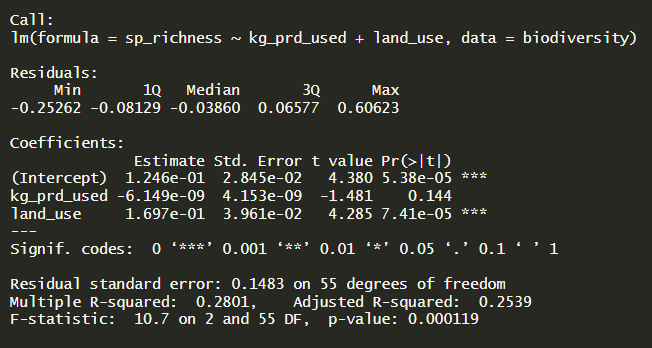 Call:
lm(formula = sp_richness ~ kg_prd_used + land_use, data = biodiversity)
Residuals:
     Min       1Q   Median       3Q      Max
-0.25262 -0.08129 -0.03860  0.06577  0.60623
Coefficients:
              Estimate Std. Error t value Pr(>|t|)
(Intercept)  1.246e-01  2.845e-02   4.380 5.38e-05 ***
kg_prd_used -6.149e-09  4.153e-09  -1.481    0.144
land_use     1.697e-01  3.961e-02   4.285 7.41e-05 ***
---
Signif. codes:  0 ‘***’ 0.001 ‘**’ 0.01 ‘*’ 0.05 ‘.’ 0.1 ‘ ’ 1
Residual standard error: 0.1483 on 55 degrees of freedom
Multiple R-squared:  0.2801,    Adjusted R-squared:  0.2539
F-statistic:  10.7 on 2 and 55 DF,  p-value: 0.000119